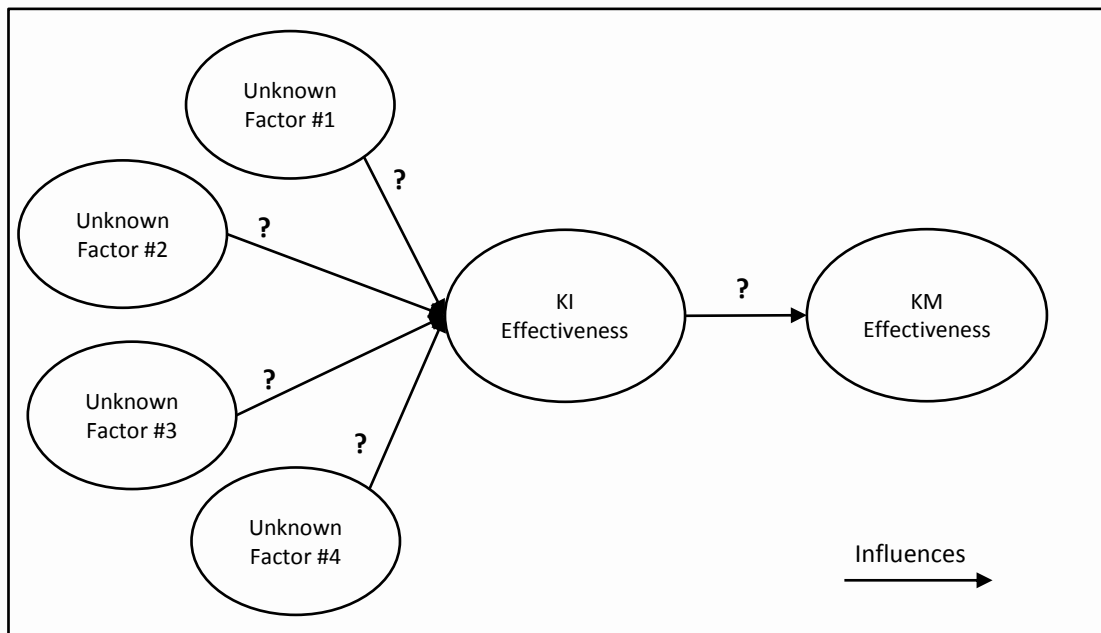 Unknown
Factor #1
?
Unknown
Factor #2
?
KI
Effectiveness
?
KM
Effectiveness
Unknown
Factor #3
?
Unknown
Factor #4
?
Influences